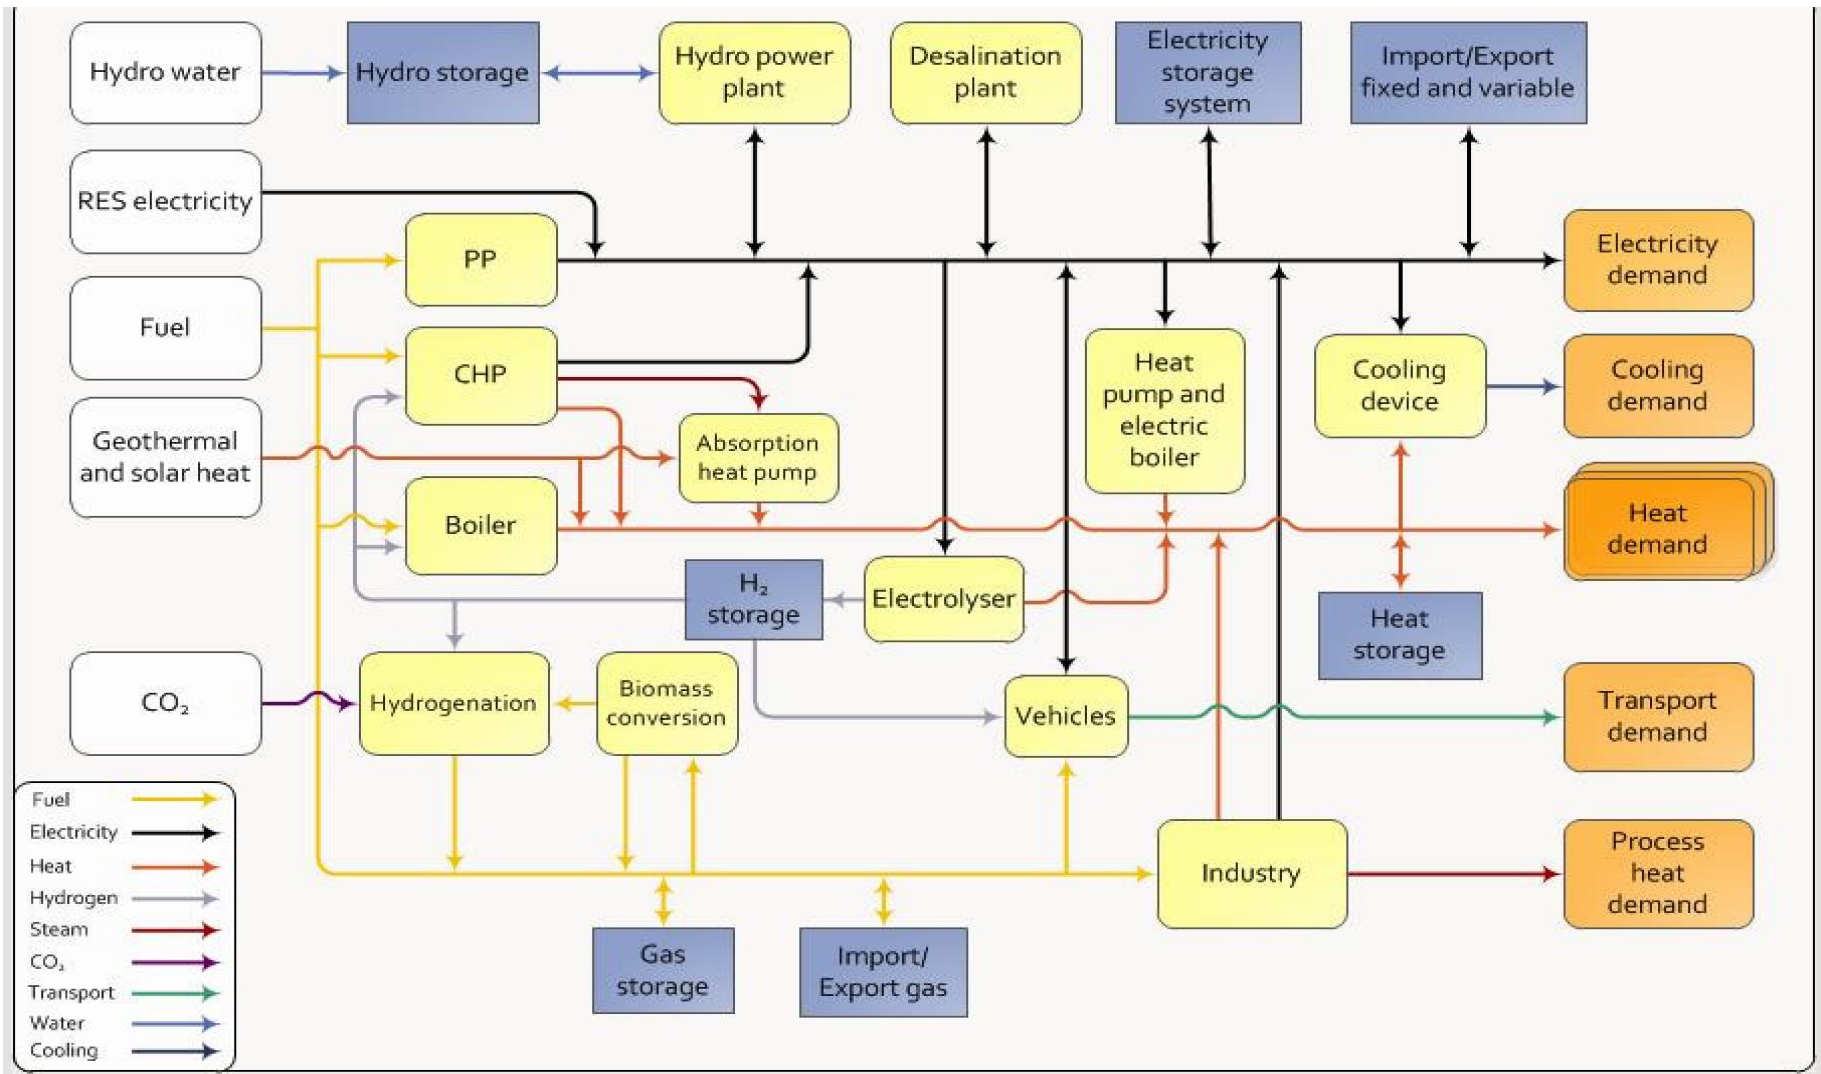 Hydro water
Hydro storage
Hydro power
plant
Desalination
plant
Electricity
storage
system
Import/Export
fixed and variable
RES electricity
PP
Electricity
demand
Fuel
CHP
Heat
pump and
electric
boiler
Cooling
device
Cooling
demand
Geothermal
and solar heat
Absorption
heat pump
Boiler
Heat
demand
H₂
storage
Electrolyser
Heat
storage
CO₂
Hydrogenation
Biomass
conversion
Vehicles
Transport
demand
Industry
Process
heat
demand
Gas
storage
Import/
Export gas
Fuel
Electricity
Heat
Hydrogen
Steam
CO₂
Transport
Water
Cooling